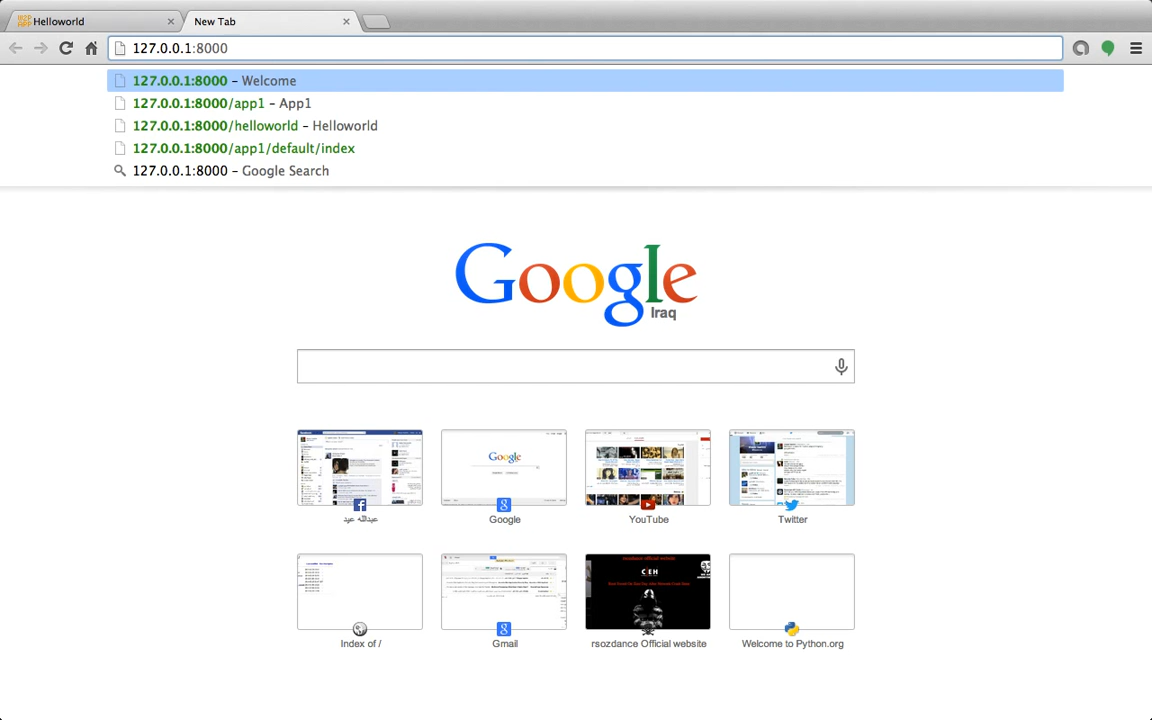 Helloworld
New Tab
127.0.0.1:8000
127.0.0.1:8000 – Welcome
127.0.0.1:8000/app1 – App1
127.0.0.1:8000/helloworld – Helloworld
127.0.0.1:8000/app1/default/index
127.0.0.1:8000 – Google Search
Google
Iraq
Google
عبدالله عيد
Google
YouTube
Twitter
Index of /
Gmail
rsozdance Official website
Welcome to Python.org